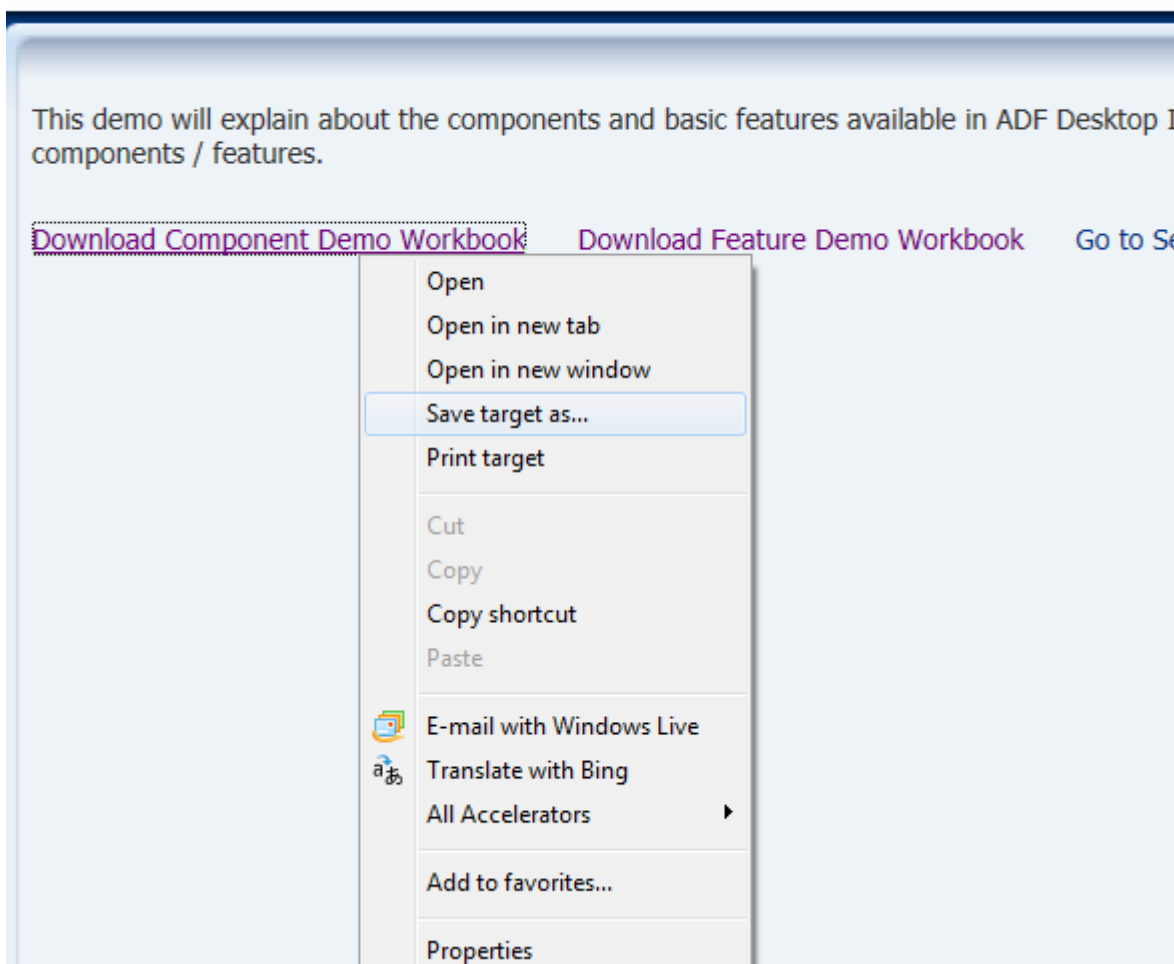 This demo will explain about the components and basic features available in ADF Desktop
components / features.
Download Component Demo Workbook Download Feature Demo Workbook Go to
Open
Open in new tab
Open in new window
Save target as...
Print target
Cut
Copy
Copy shortcut
Paste
E-mail with Windows Live
Translate with Bing
All Accelerators
Add to favorites...
Properties